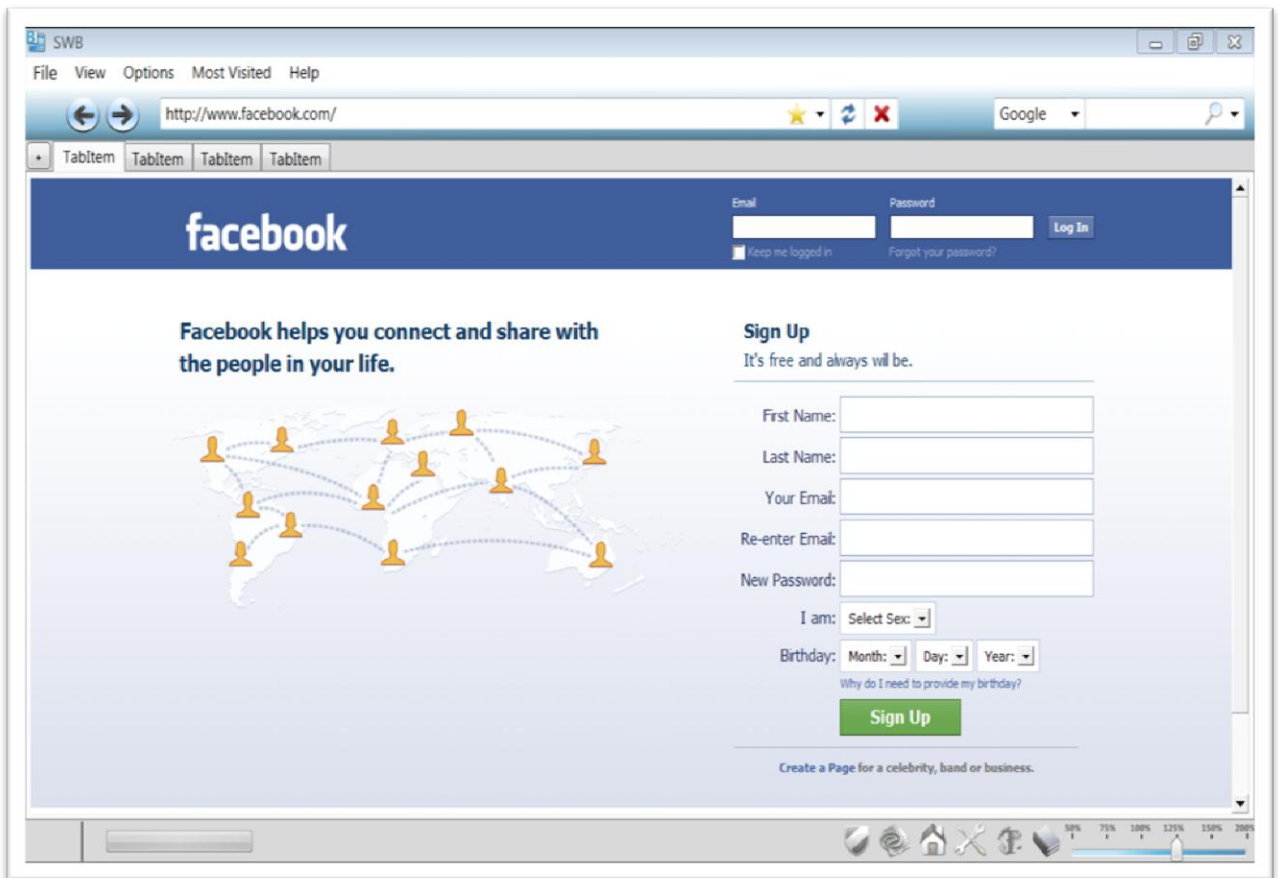 SWB
File View Options Most Visited Help
http://www.facebook.com/ Google
+ TabItem TabItem TabItem TabItem
Email Password
facebook
Log In
Keep me logged in Forgot your password?
Facebook helps you connect and share with
the people in your life.
Sign Up
It's free and always will be.
First Name:
Last Name:
Your Email:
Re-enter Email:
New Password:
I am: Select Sex:
Birthday: Month: Day: Year:
Why do I need to provide my birthday?
Sign Up
Create a Page for a celebrity, band or business.
50% 75% 100% 125% 150% 200%